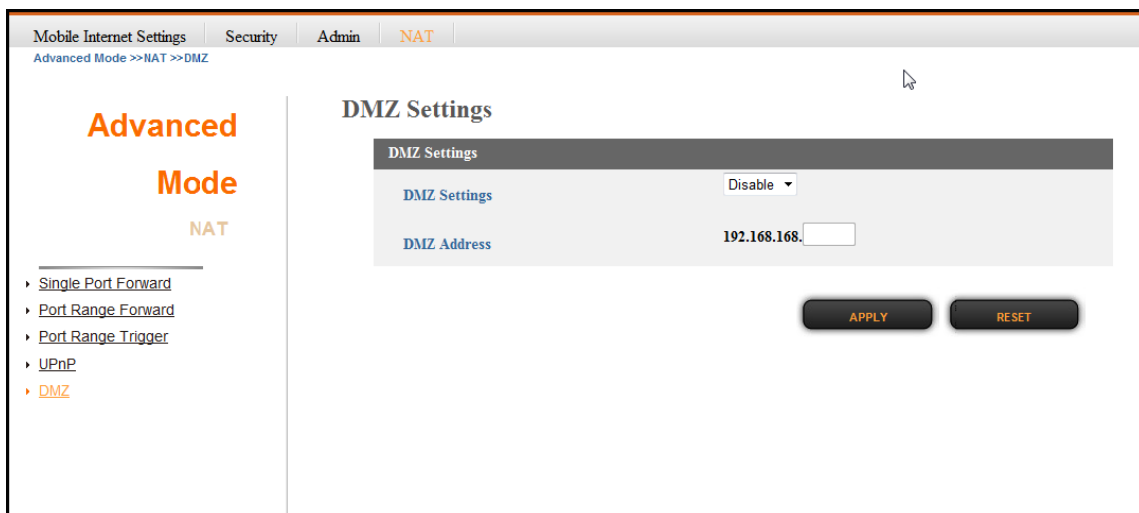 Mobile Internet Settings Security Admin NAT
Advanced Mode >>NAT >>DMZ
Advanced
Mode
NAT
Single Port Forward
Port Range Forward
Port Range Trigger
UPnP
DMZ
DMZ Settings
DMZ Settings
DMZ Settings Disable
DMZ Address 192.168.168.
APPLY RESET